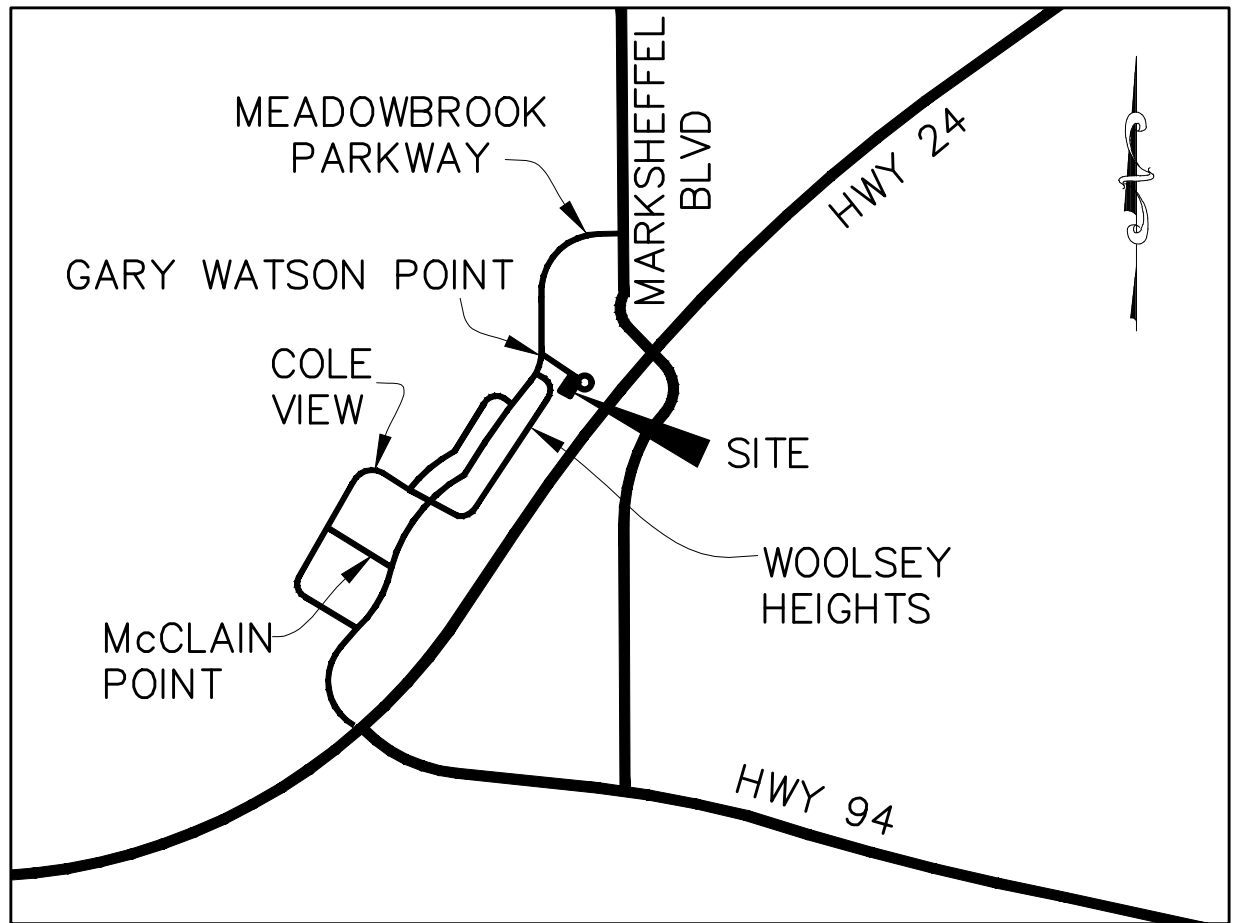 MEADOWBROOK
PARKWAY
MARKSHEFFEL
BLVD
HWY 24
GARY WATSON POINT
COLE
VIEW
SITE
WOOLSEY
HEIGHTS
McCLAIN
POINT
HWY 94